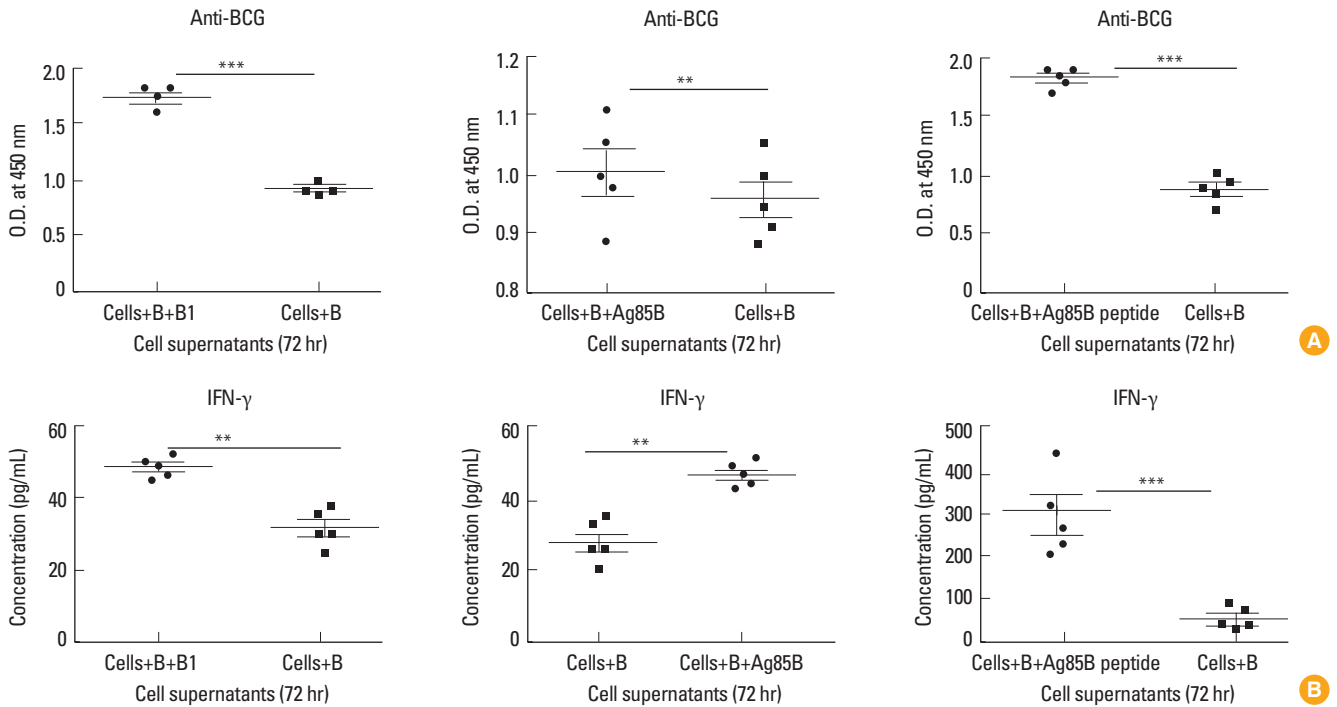 Anti-BCG
O.D. at 450 nm
2.0
1.5
1.0
0.5
0
***
Cells+B+B1
Cells+B
Cell supernatants (72 hr)
Anti-BCG
O.D. at 450 nm
1.2
1.1
1.0
0.9
0.8
**
Cells+B+Ag85B
Cells+B
Cell supernatants (72 hr)
Anti-BCG
O.D. at 450 nm
2.0
1.5
1.0
0.5
0
***
Cells+B+Ag85B peptide
Cells+B
Cell supernatants (72 hr)
A
IFN-γ
Concentration (pg/mL)
60
40
20
0
**
Cells+B+B1
Cells+B
Cell supernatants (72 hr)
IFN-γ
Concentration (pg/mL)
60
40
20
0
**
Cells+B
Cells+B+Ag85B
Cell supernatants (72 hr)
IFN-γ
Concentration (pg/mL)
500
400
300
200
100
0
***
Cells+B+Ag85B peptide
Cells+B
Cell supernatants (72 hr)
B